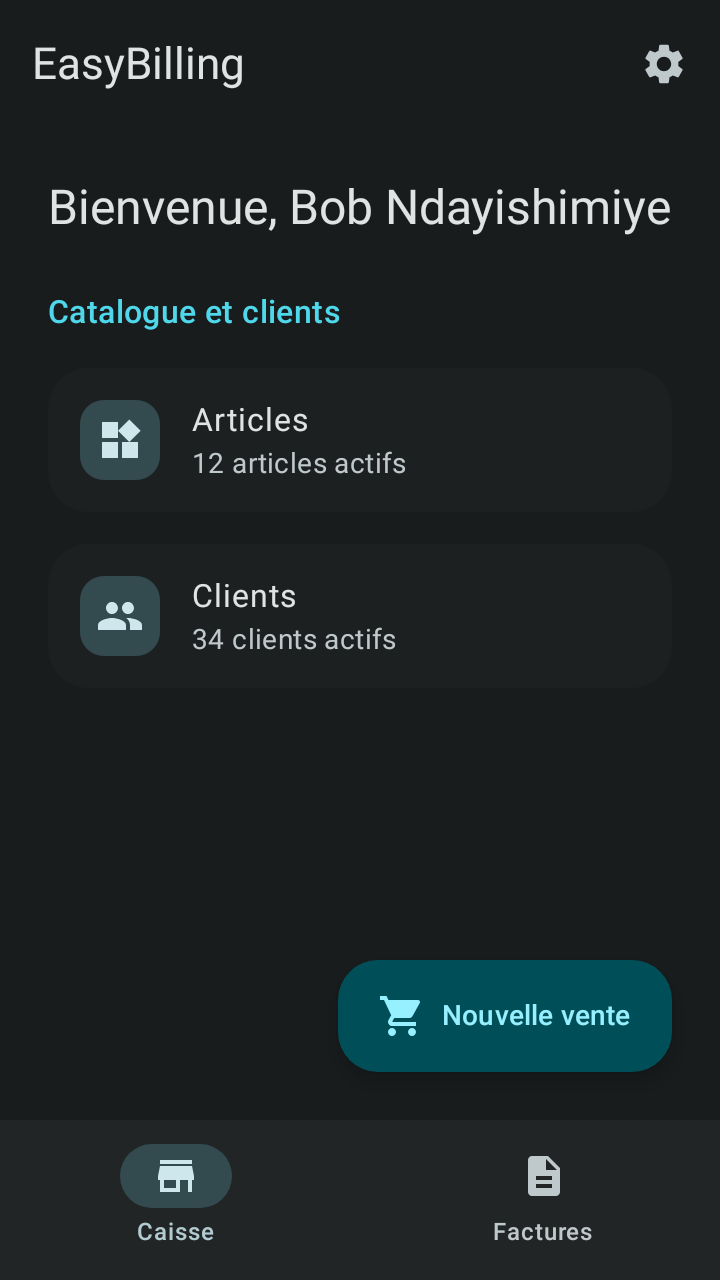 EasyBilling
Bienvenue, Bob Ndayishimiye
Catalogue et clients
Articles
12 articles actifs
Clients
34 clients actifs
Nouvelle vente
Caisse
Factures